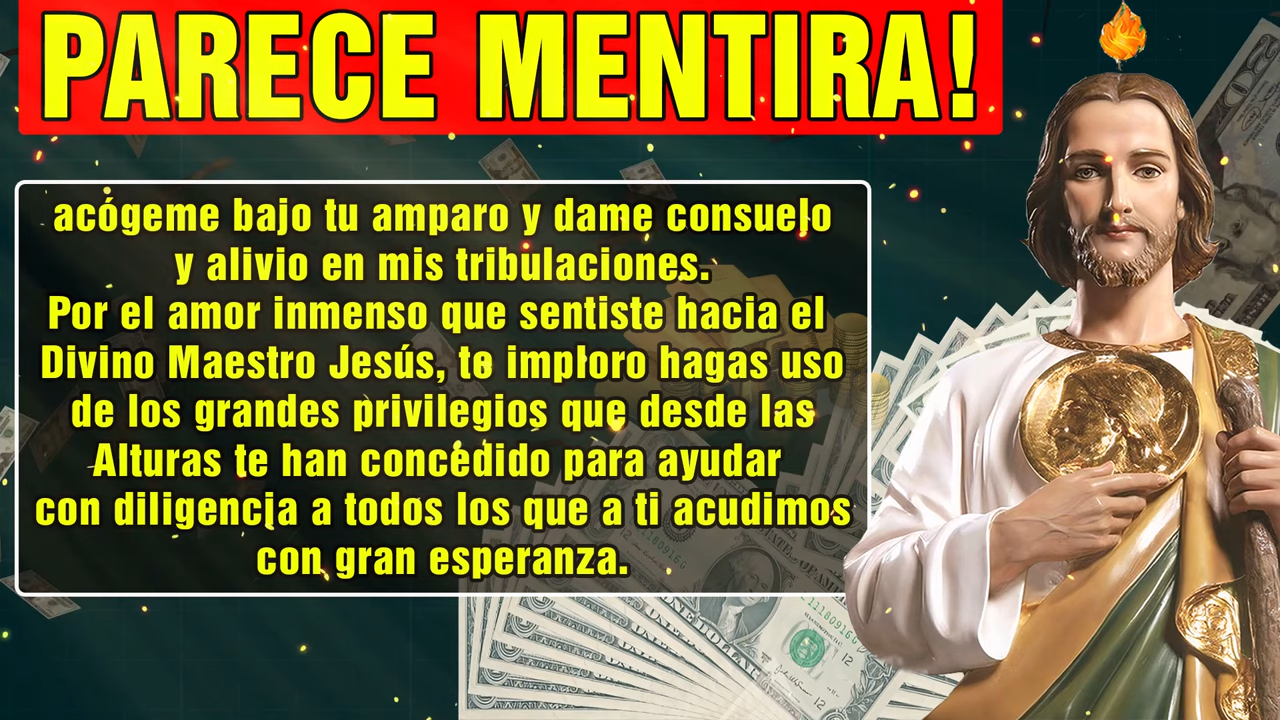 PARECE MENTIRA!
acógeme bajo tu amparo y dame consuelo
y alivio en mis tribulaciones.
Por el amor inmenso que sentiste hacia el
Divino Maestro Jesús, te imploro hagas uso
de los grandes privilegios que desde las
Alturas te han concedido para ayudar
con diligencia a todos los que a ti acudimos
con gran esperanza.